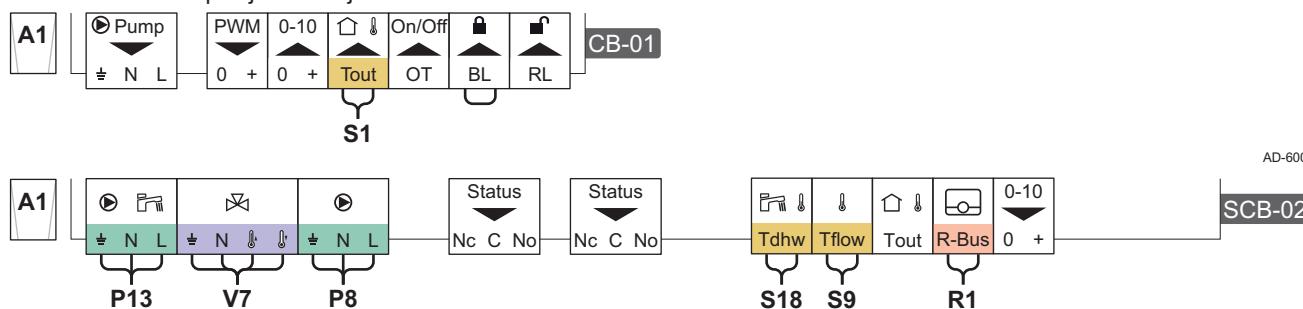 A1
Pump PWM 0-10 On/Off
CB-01
N L 0 + 0 + Tout OT BL RL
S1
AD-600
A1
Status Status 0-10
SCB-02
N L N N L Nc C No Nc C No Tdhw Tflow Tout R-Bus 0 +
P13 V7 P8 S18 S9 R1